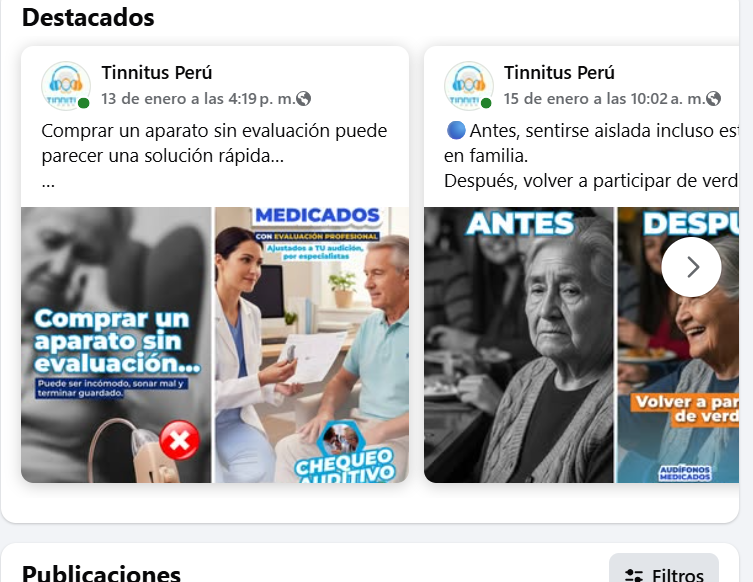 Destacados
Tinnitus Perú
13 de enero a las 4:19 p. m.
Comprar un aparato sin evaluación puede
parecer una solución rápida...
...
MEDICADOS
CON EVALUACIÓN PROFESIONAL
Ajustados a TU audición,
por especialistas
Comprar un
aparato sin
evaluación...
Puede ser incómodo, sonar mal y
terminar guardado.
CHEQUEO
AUDITIVO
Tinnitus Perú
15 de enero a las 10:02 a. m.
Antes, sentirse aislada incluso es
en familia.
Después, volver a participar de verd
ANTES
DESPU
Volver a par
de verd
AUDÍFONOS
MEDICADOS
Publicaciones
Filtros